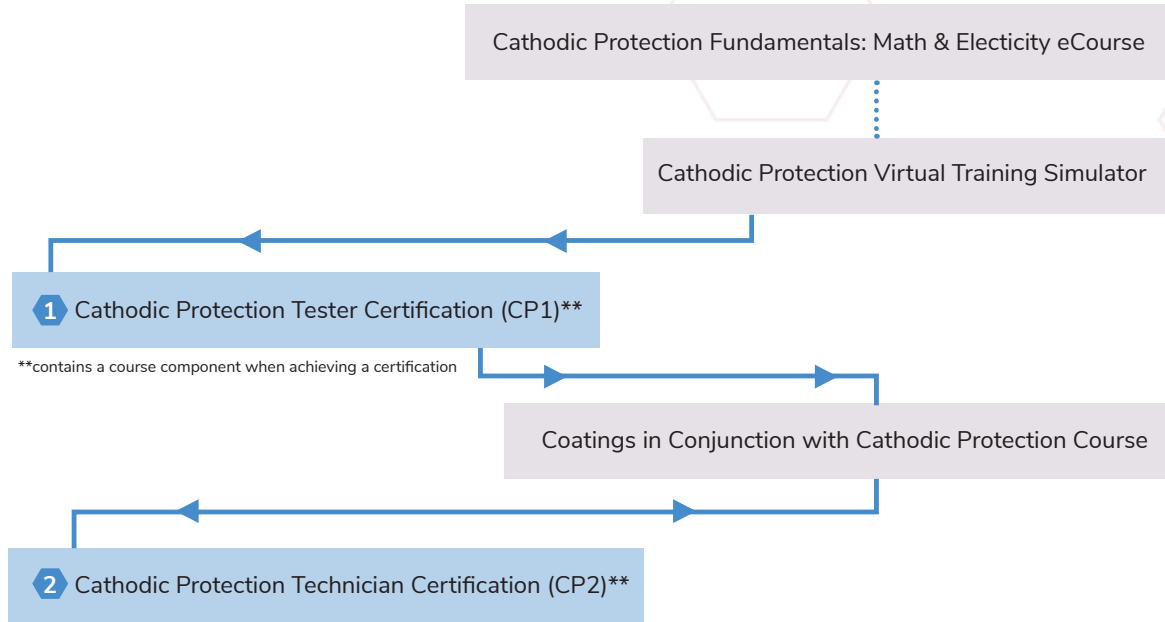 Cathodic Protection Fundamentals: Math & Electicity eCourse
Cathodic Protection Virtual Training Simulator
1 Cathodic Protection Tester Certification (CP1)**
**contains a course component when achieving a certification
Coatings in Conjunction with Cathodic Protection Course
2 Cathodic Protection Technician Certification (CP2)**